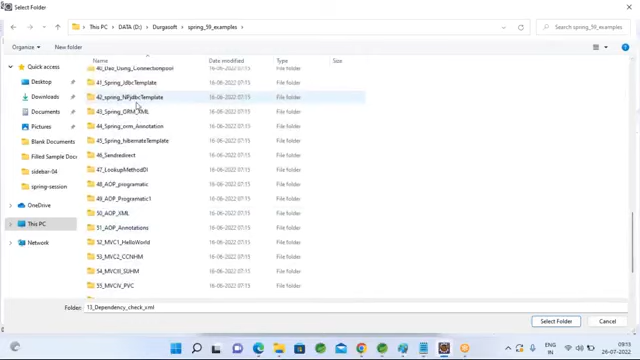 Select Folder
This PC > DATA (D:) > Durgasoft > spring_59_examples
Search spring_59_examples
Organize
New folder
Name
Date modified
Type
Size
Quick access
Desktop
Downloads
Documents
Pictures
Blank Documents
Filled Sample Doc
sidebar-04
spring-session
OneDrive
This PC
Network
40_Dao_Using_Connectionpool 16-06-2022 07:15 File folder
41_Spring_JdbcTemplate 16-06-2022 07:15 File folder
42_spring_NPjdbcTemplate 16-06-2022 07:15 File folder
43_Spring_ORM_XML 16-06-2022 07:15 File folder
44_Spring_orm_Annotation 16-06-2022 07:15 File folder
45_Spring_hibernateTemplate 16-06-2022 07:15 File folder
46_Sendredirect 16-06-2022 07:15 File folder
47_LookupMethodDI 16-06-2022 07:15 File folder
48_AOP_programatic 16-06-2022 07:15 File folder
49_AOP_Programatic1 16-06-2022 07:15 File folder
50_AOP_XML 16-06-2022 07:15 File folder
51_AOP_Annotations 16-06-2022 07:15 File folder
52_MVC1_HelloWorld 16-06-2022 07:15 File folder
53_MVC2_CCNHM 16-06-2022 07:15 File folder
54_MVCIII_SUHM 16-06-2022 07:15 File folder
55_MVCIV_PVC 16-06-2022 07:15 File folder
Folder: 13_Dependency_check_xml
Select Folder
Cancel
ENG
IN
09:55
26-07-2022